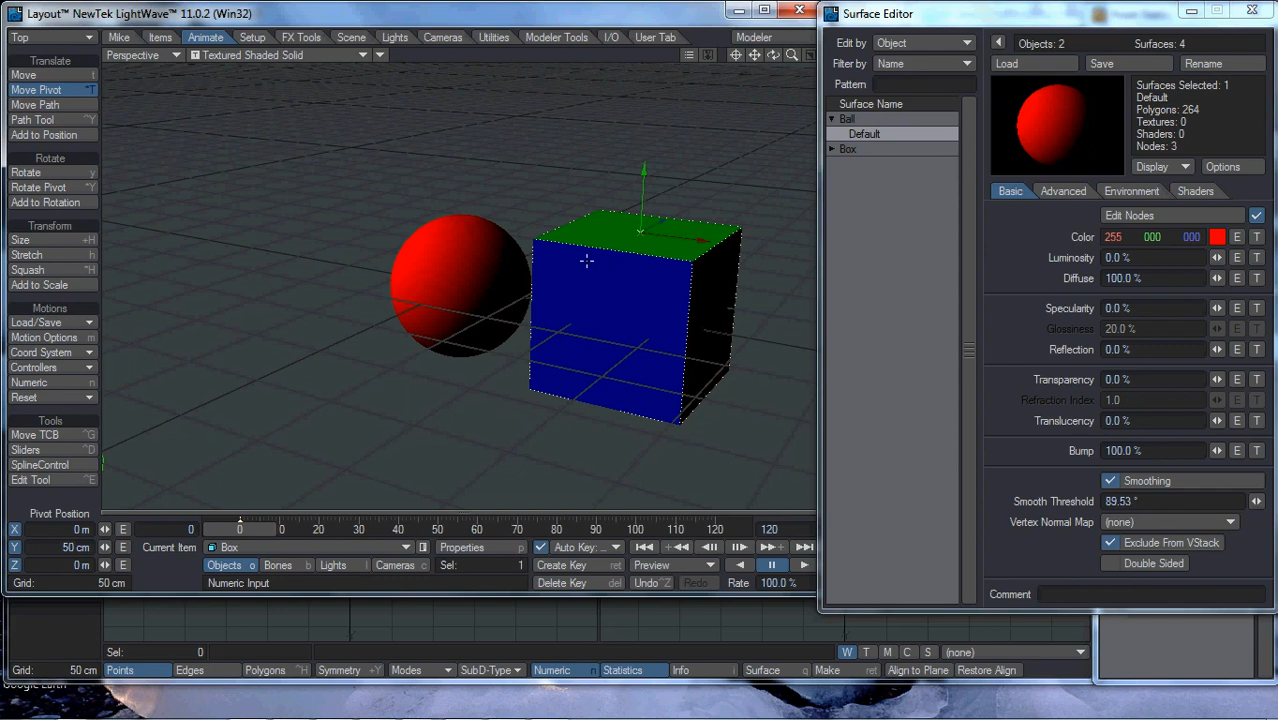 Layout™ NewTek LightWave™ 11.0.2 (Win32)
Top
Mike Items Animate Setup FX Tools Scene Lights Cameras Utilities Modeler Tools I/O User Tab Modeler
Perspective Textured Shaded Solid
Translate
Move t
Move Pivot ^T
Move Path
Path Tool
Add to Position
Rotate
Rotate y
Rotate Pivot ^Y
Add to Rotation
Transform
Size +H
Stretch h
Squash ^H
Add to Scale
Motions
Load/Save
Motion Options m
Coord System
Controllers
Numeric n
Reset
Tools
Move TCB ^G
Sliders ^D
SplineControl
Edit Tool ^E
Pivot Position
X 0 m E 0 0 0 10 20 30 40 50 60 70 80 90 100 110 120 120
Y 50 cm E Current Item Box Properties p Auto Key: ...
Z 0 m E Objects o Bones b Lights l Cameras c Sel: 1 Create Key ret Preview
Grid: 50 cm Numeric Input Delete Key del Undo ^Z Redo Rate 100.0 %
Surface Editor
Edit by Object
Filter by Name
Pattern
Surface Name
Ball
Default
Box
Objects: 2 Surfaces: 4
Load Save Rename
Surfaces Selected: 1
Default
Polygons: 264
Textures: 0
Shaders: 0
Nodes: 3
Display Options
Basic Advanced Environment Shaders
Edit Nodes
Color 255 000 000 E T
Luminosity 0.0 % E T
Diffuse 100.0 % E T
Specularity 0.0 % E T
Glossiness 20.0 % E T
Reflection 0.0 % E T
Transparency 0.0 % E T
Refraction Index 1.0 E T
Translucency 0.0 % E T
Bump 100.0 % E T
Smoothing
Smooth Threshold 89.53 °
Vertex Normal Map (none)
Exclude From VStack
Double Sided
Comment
Sel: 0 W T M C S (none)
Grid: 50 cm Points Edges Polygons ^H Symmetry +Y Modes SubD-Type Numeric n Statistics Info i Surface q Make Align to Plane Restore Align
Google Earth